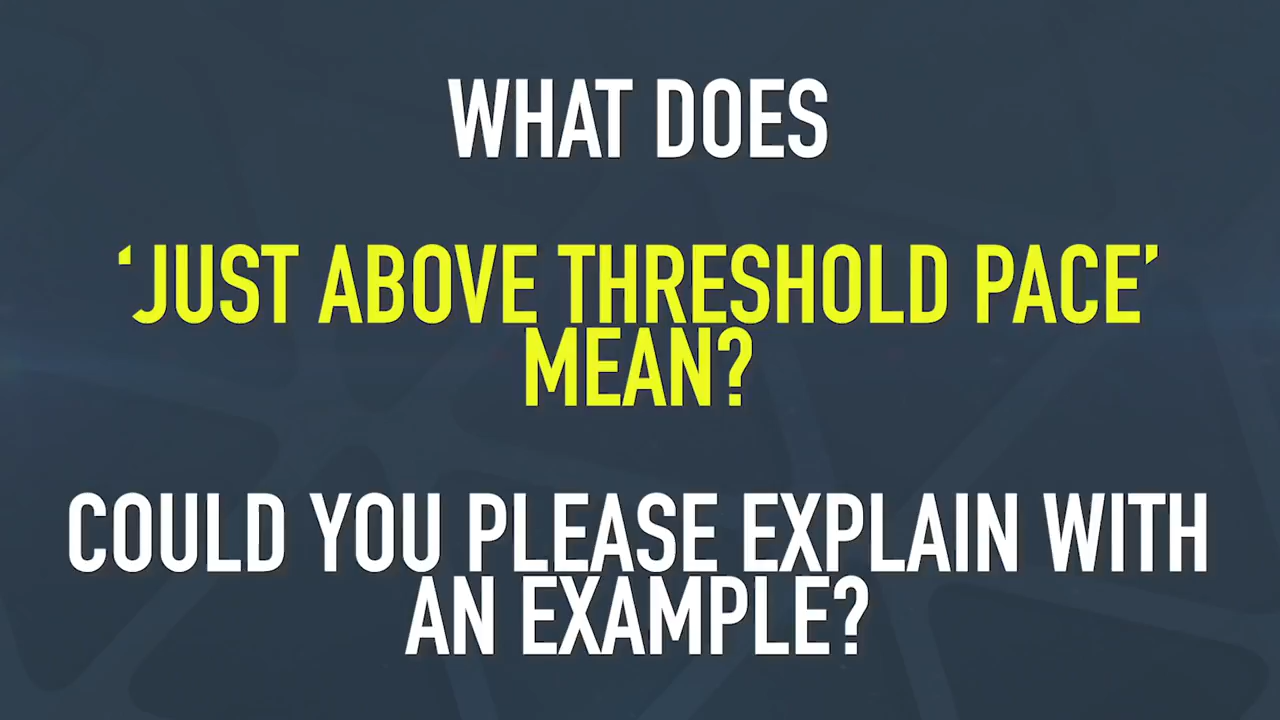 WHAT DOES
‘JUST ABOVE THRESHOLD PACE’
MEAN?
COULD YOU PLEASE EXPLAIN WITH
AN EXAMPLE?